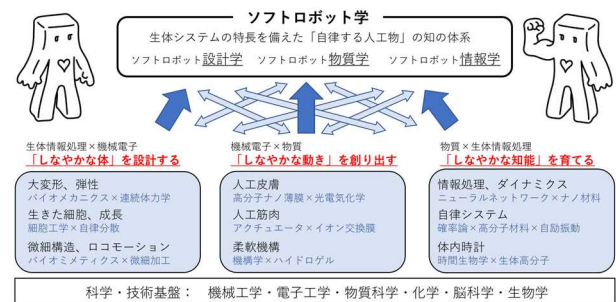 ソフトロボット学
生体システムの特長を備えた「自律する人工物」の知の体系
ソフトロボット設計学 ソフトロボット物質学 ソフトロボット情報学
生体情報処理×機械電子
「しなやかな体」を設計する
大変形、弾性
バイオメカニクス×連続体力学
生きた細胞、成長
細胞工学×自律分散
微細構造、ロコモーション
バイオミメティクス×微細加工
機械電子×物質
「しなやかな動き」を創り出す
人工皮膚
高分子ナノ薄膜×光電気化学
人工筋肉
アクチュエータ×イオン交換膜
柔軟機構
機構学×ハイドロゲル
物質×生体情報処理
「しなやかな知能」を育てる
情報処理、ダイナミクス
ニューラルネットワーク×ナノ材料
自律システム
確率論×高分子材料×自励振動
体内時計
時間生物学×生体高分子
科学・技術基盤： 機械工学・電子工学・物質科学・化学・脳科学・生物学